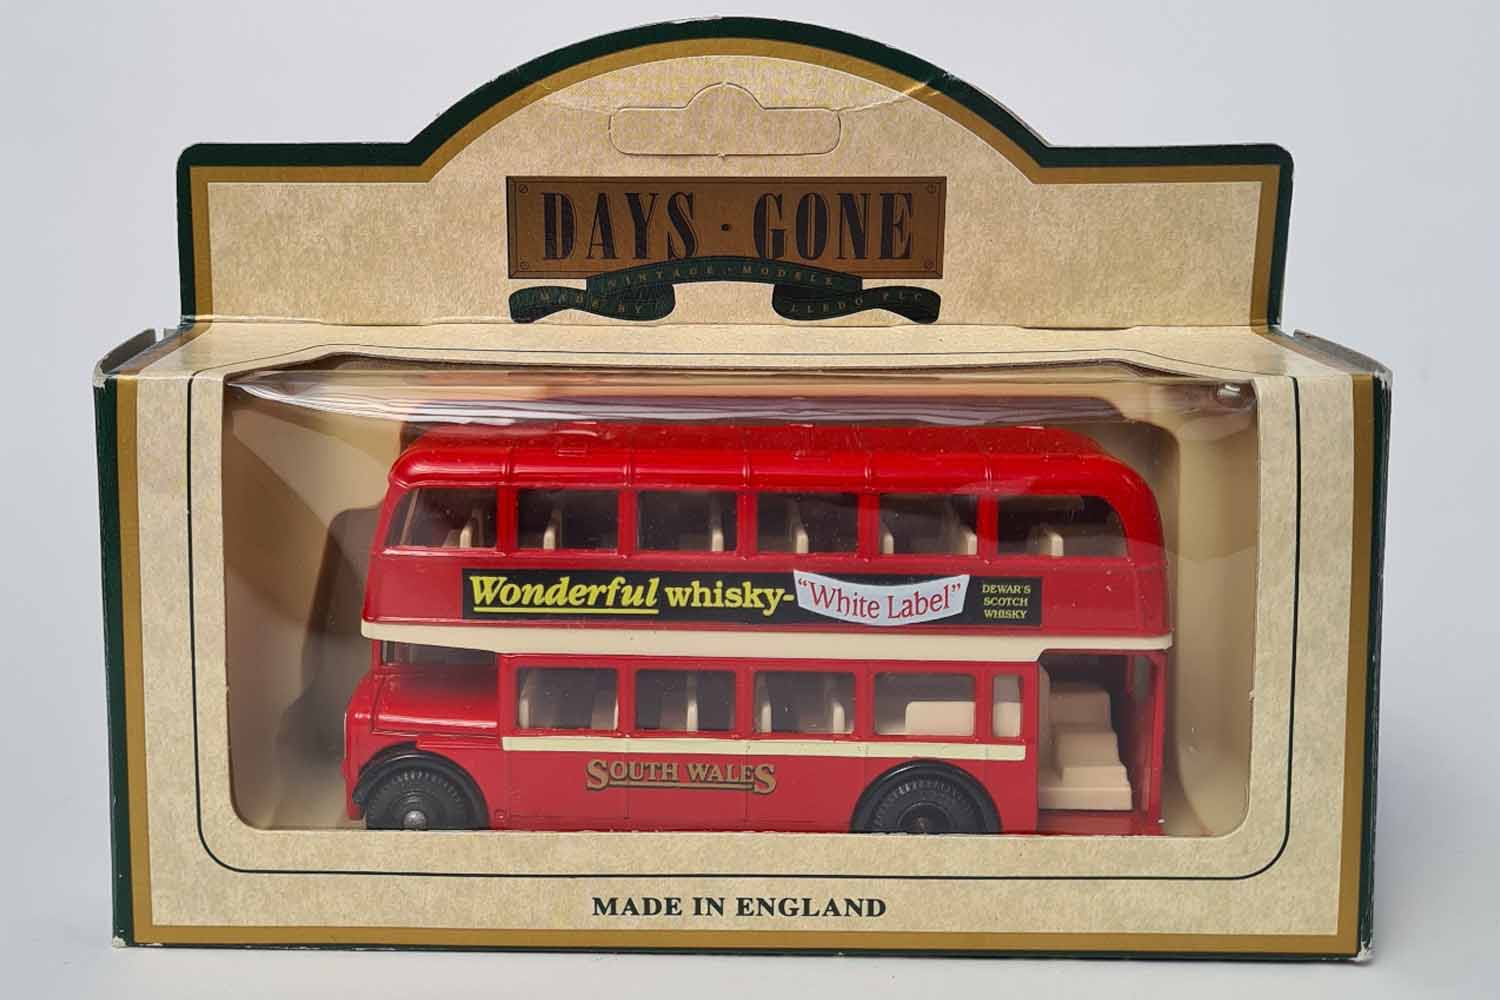 DAYS · GONE
VINTAGE · MODELS
MADE BY LLEDO PLC
Wonderful whisky- "White Label" DEWAR'S
SCOTCH
WHISKY
SOUTH WALES
MADE IN ENGLAND